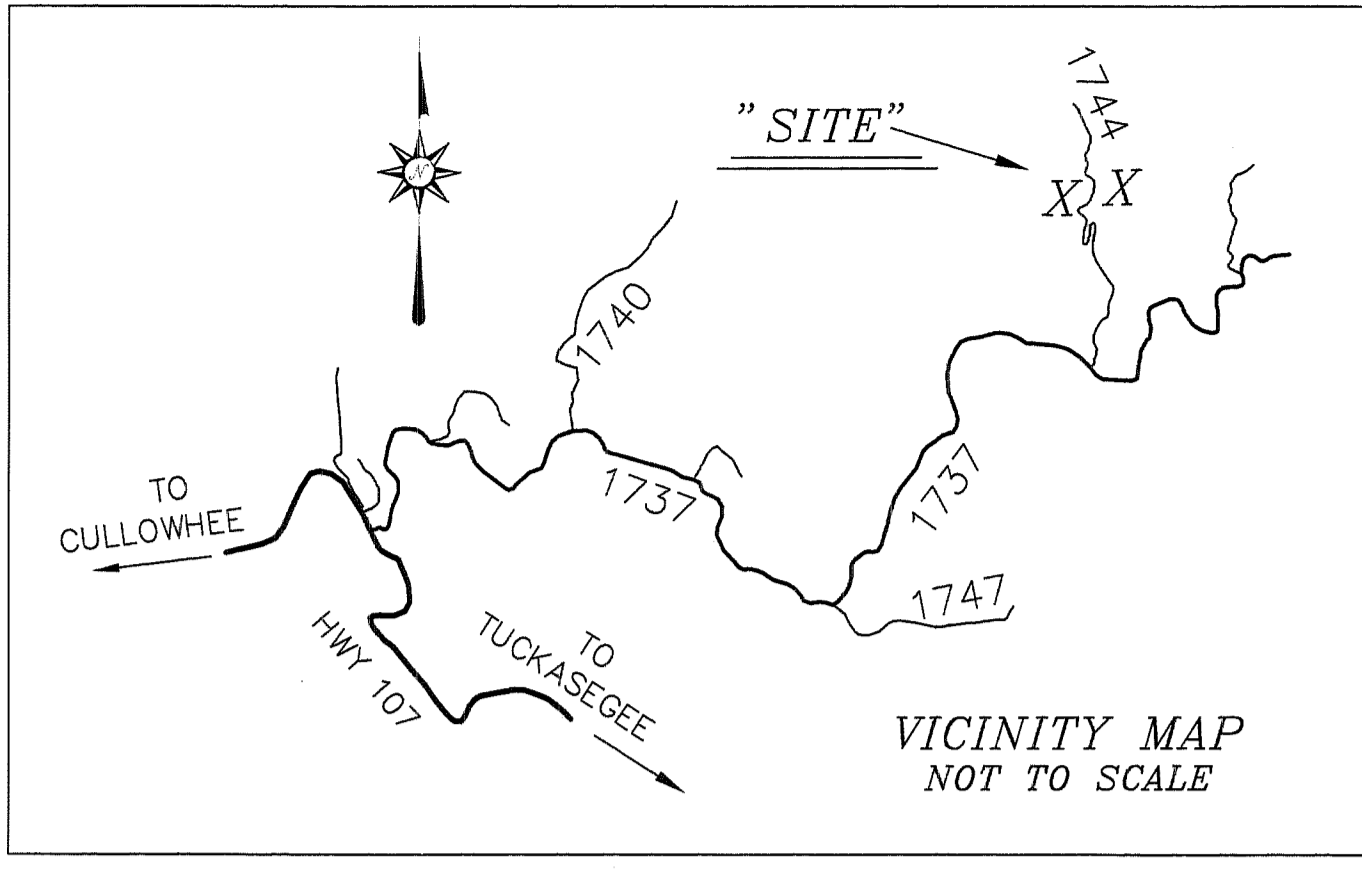 1744
"SITE"
X X
N
1740
1737
1737
TO
CULLOWHEE
1747
HWY 107
TO
TUCKASEGEE
VICINITY MAP
NOT TO SCALE